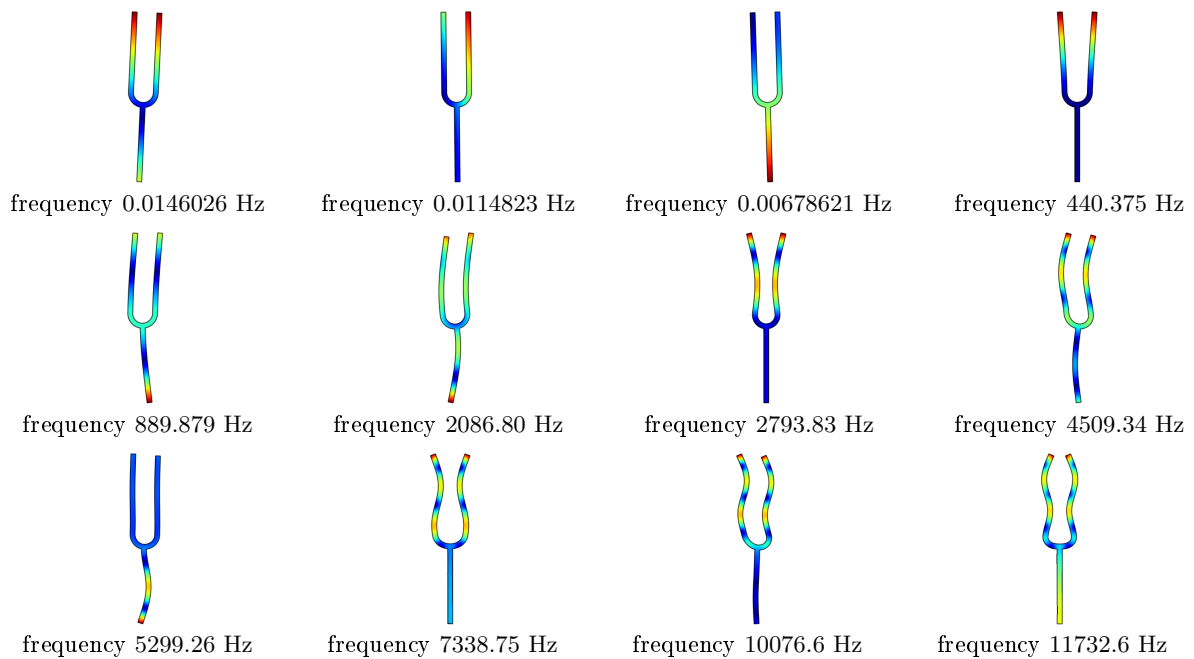 frequency 0.0146026 Hz
frequency 0.0114823 Hz
frequency 0.00678621 Hz
frequency 440.375 Hz
frequency 889.879 Hz
frequency 2086.80 Hz
frequency 2793.83 Hz
frequency 4509.34 Hz
frequency 5299.26 Hz
frequency 7338.75 Hz
frequency 10076.6 Hz
frequency 11732.6 Hz